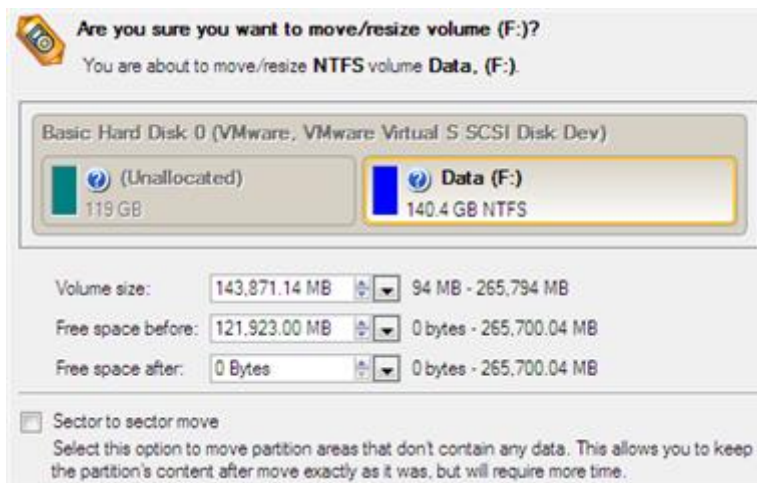 Are you sure you want to move/resize volume (F:)?
You are about to move/resize NTFS volume Data, (F:).
Basic Hard Disk 0 (VMware, VMware Virtual S SCSI Disk Dev)
(Unallocated)
119 GB
Data (F:)
140.4 GB NTFS
Volume size: 143,871.14 MB 94 MB - 265,794 MB
Free space before: 121,923.00 MB 0 bytes - 265,700.04 MB
Free space after: 0 Bytes 0 bytes - 265,700.04 MB
Sector to sector move
Select this option to move partition areas that don't contain any data. This allows you to keep
the partition's content after move exactly as it was, but will require more time.